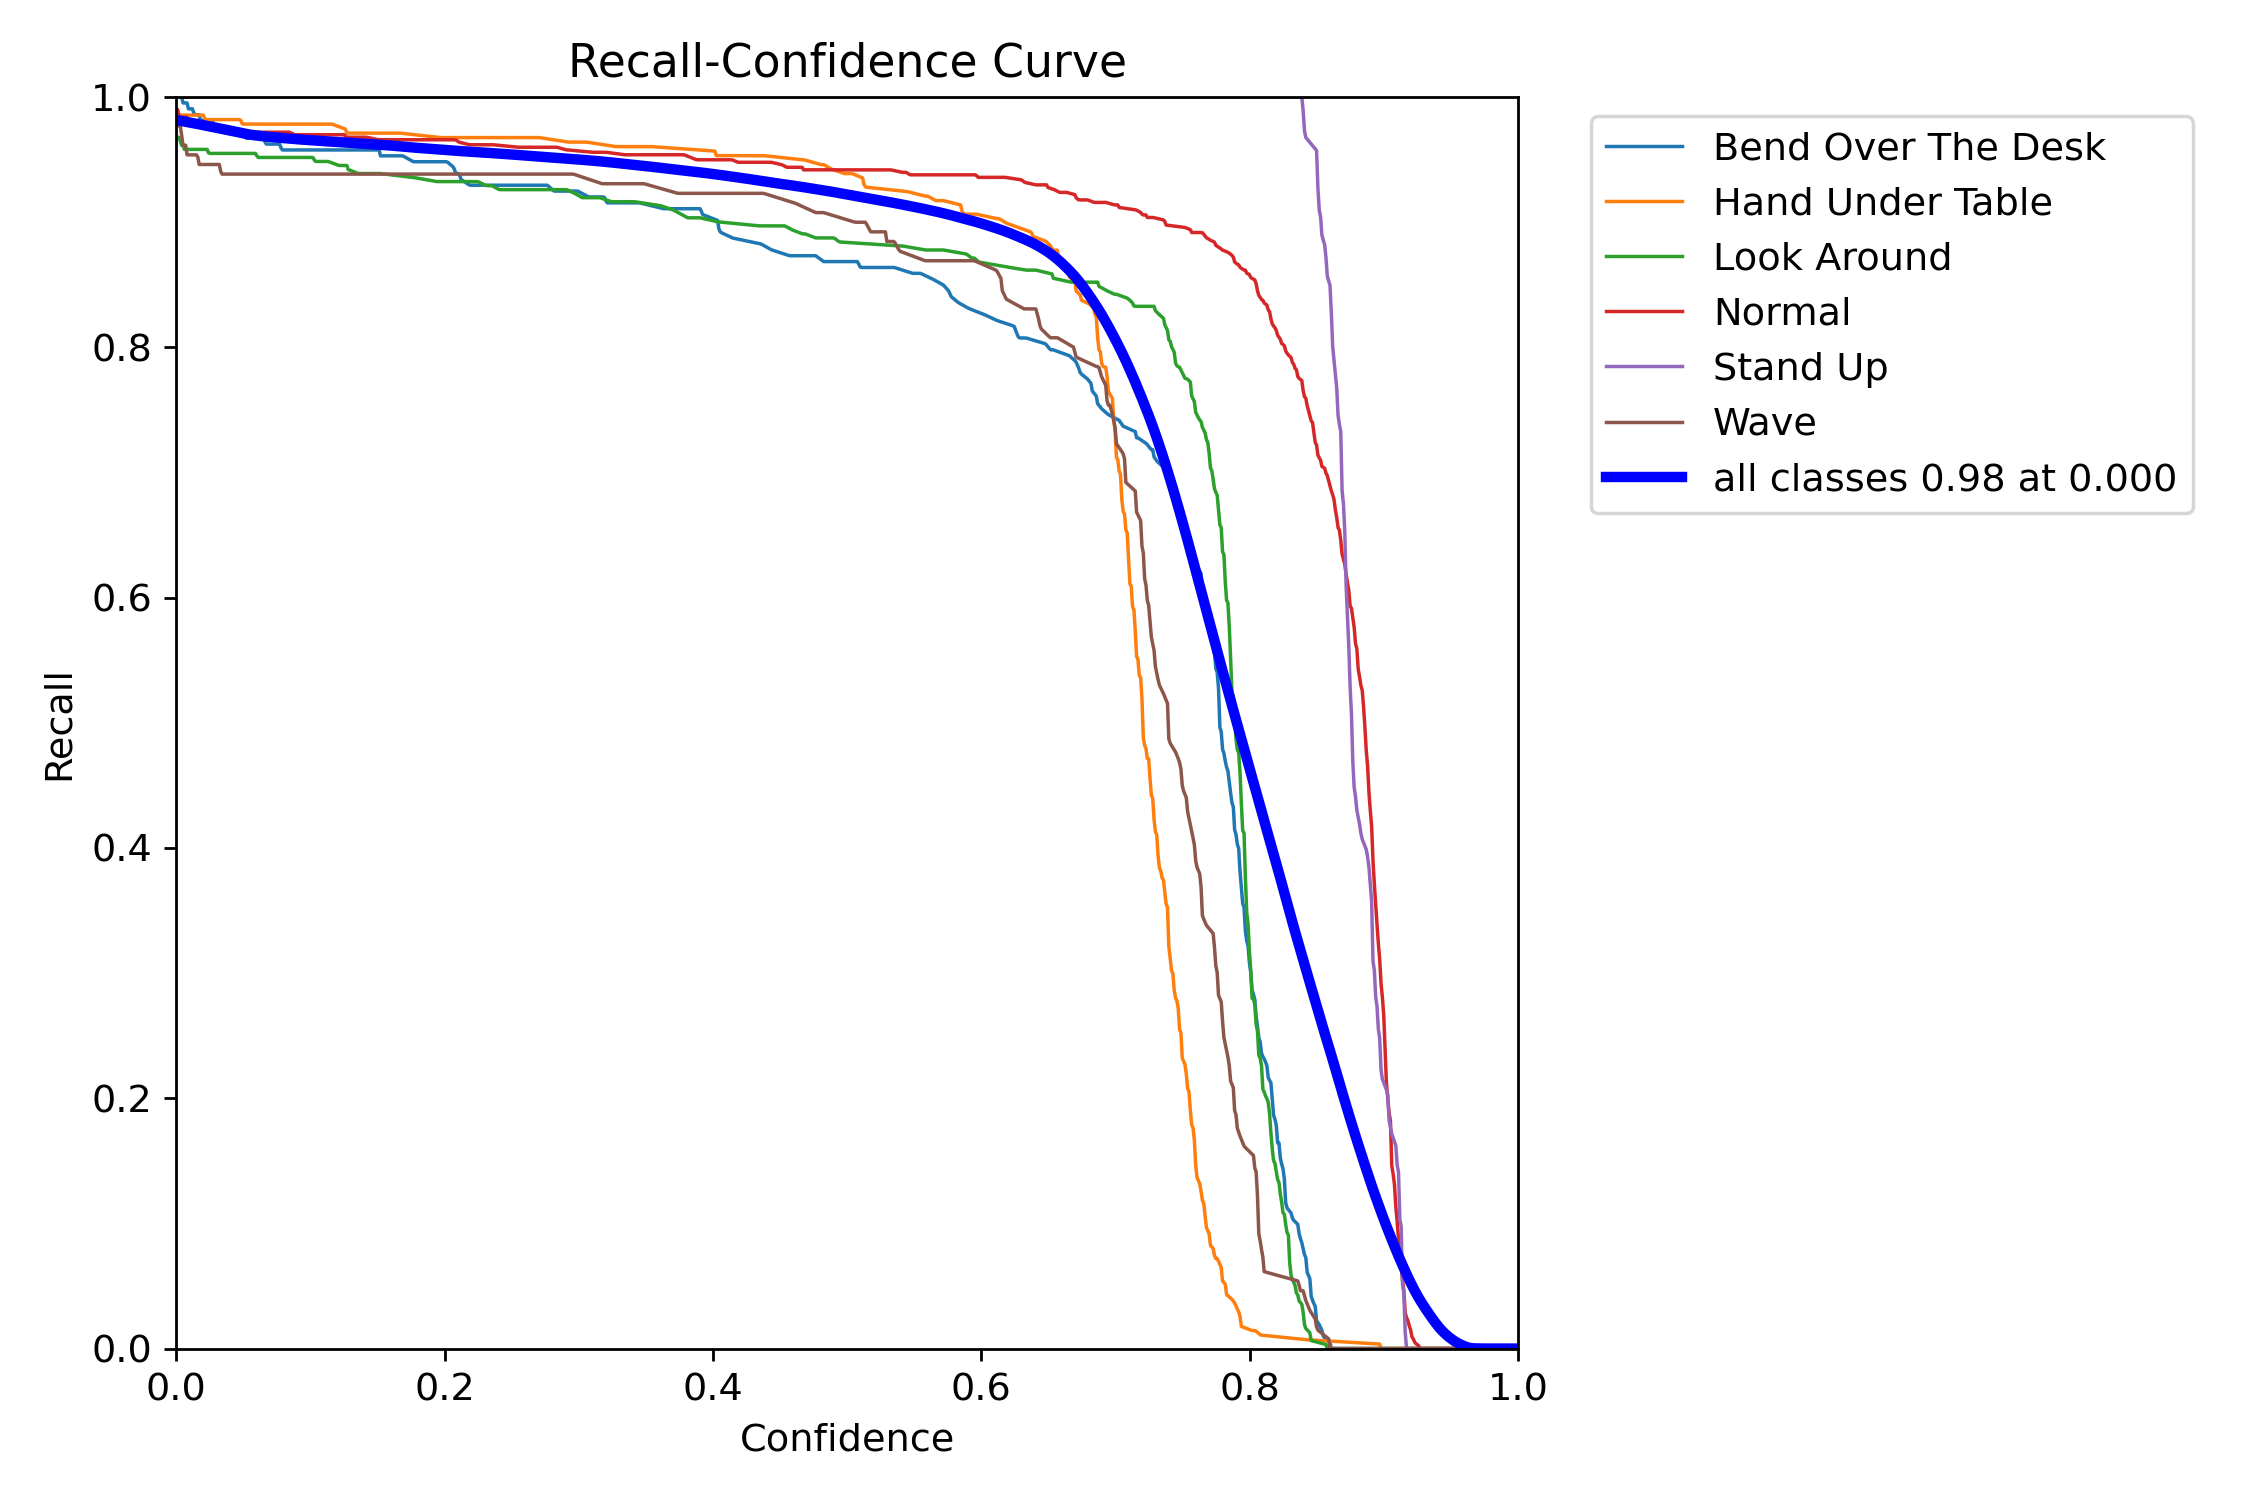 Recall-Confidence Curve
1.0
0.8
0.6
0.4
0.2
0.0
Recall
0.0 0.2 0.4 0.6 0.8 1.0
Confidence
Bend Over The Desk
Hand Under Table
Look Around
Normal
Stand Up
Wave
all classes 0.98 at 0.000